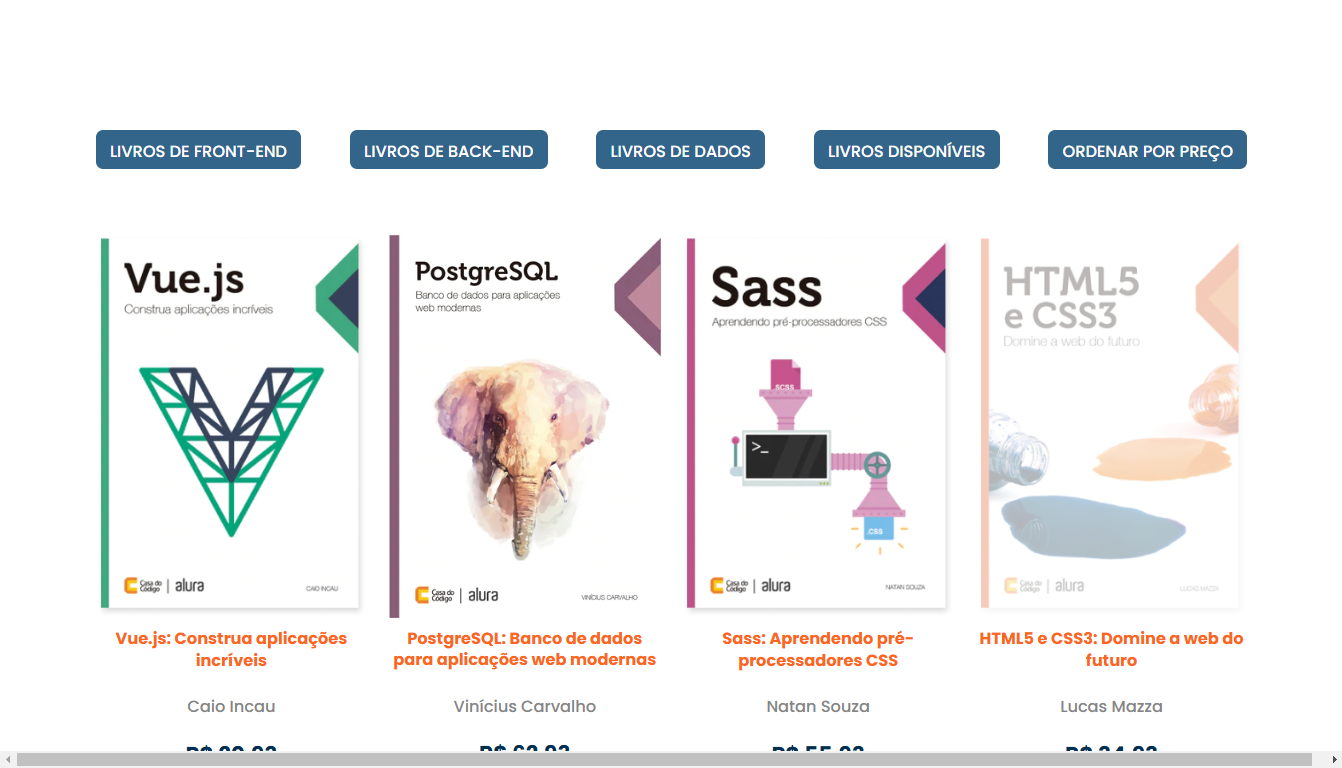 LIVROS DE FRONT-END
LIVROS DE BACK-END
LIVROS DE DADOS
LIVROS DISPONÍVEIS
ORDENAR POR PREÇO
Vue.js
Construa aplicações incríveis
Casa do
Código
alura
CAIO INCAU
PostgreSQL
Banco de dados para aplicações
web modernas
Casa do
Código
alura
VINÍCIUS CARVALHO
Sass
Aprendendo pré-processadores CSS
SCSS
>_
CSS
Casa do
Código
alura
NATAN SOUZA
HTML5
e CSS3
Domine a web do futuro
Casa do
Código
alura
LUCAS MAZZA
Vue.js: Construa aplicações
incríveis
Caio Incau
PostgreSQL: Banco de dados
para aplicações web modernas
Vinícius Carvalho
Sass: Aprendendo pré-
processadores CSS
Natan Souza
HTML5 e CSS3: Domine a web do
futuro
Lucas Mazza